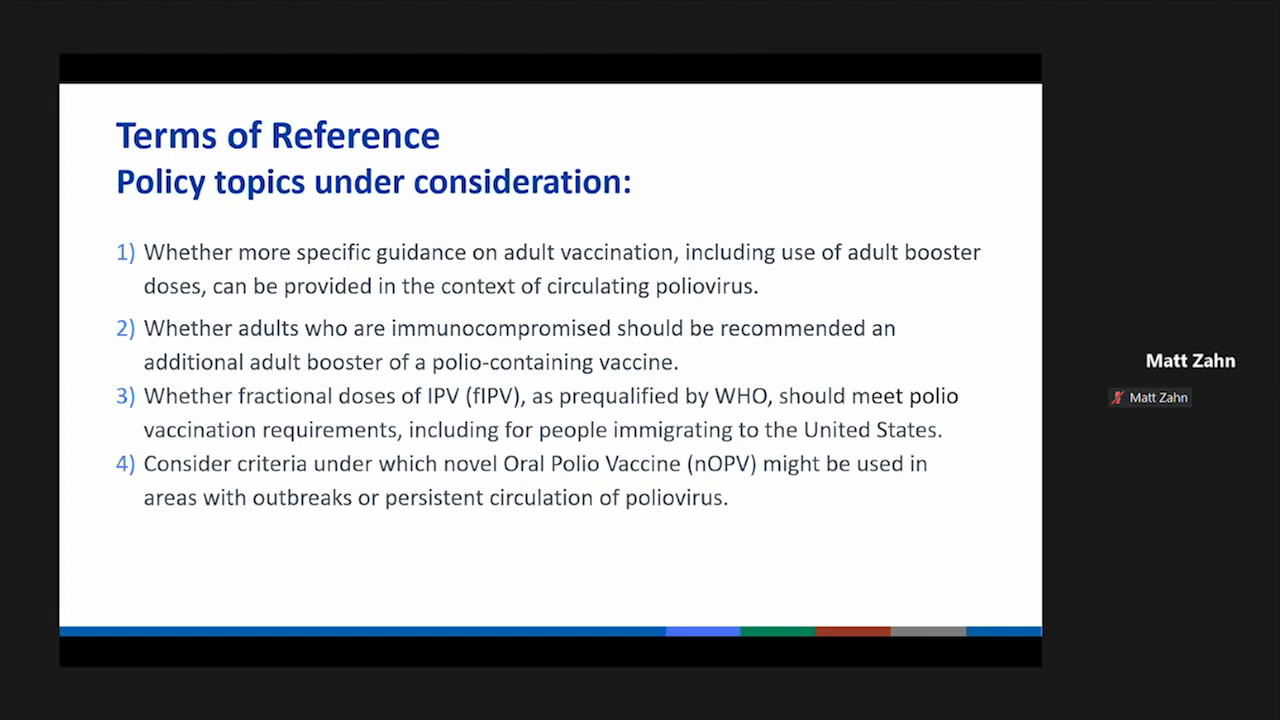 Terms of Reference
Policy topics under consideration:
1) Whether more specific guidance on adult vaccination, including use of adult booster
doses, can be provided in the context of circulating poliovirus.
2) Whether adults who are immunocompromised should be recommended an
additional adult booster of a polio-containing vaccine.
3) Whether fractional doses of IPV (fIPV), as prequalified by WHO, should meet polio
vaccination requirements, including for people immigrating to the United States.
4) Consider criteria under which novel Oral Polio Vaccine (nOPV) might be used in
areas with outbreaks or persistent circulation of poliovirus.
Matt Zahn
Matt Zahn